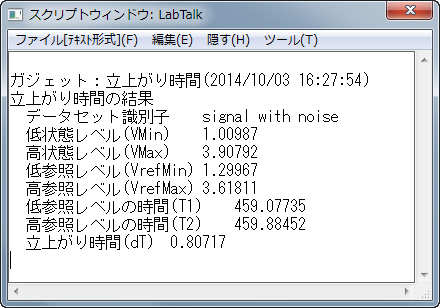 スクリプトウィンドウ: LabTalk
ファイル[テキスト形式](F) 編集(E) 隠す(H) ツール(T)
ガジェット：立上がり時間(2014/10/03 16:27:54)
立上がり時間の結果
データセット識別子 signal with noise
低状態レベル(VMin) 1.00987
高状態レベル(VMax) 3.90792
低参照レベル(VrefMin) 1.29967
高参照レベル(VrefMax) 3.61811
低参照レベルの時間(T1) 459.07735
高参照レベルの時間(T2) 459.88452
立上がり時間(dT) 0.80717